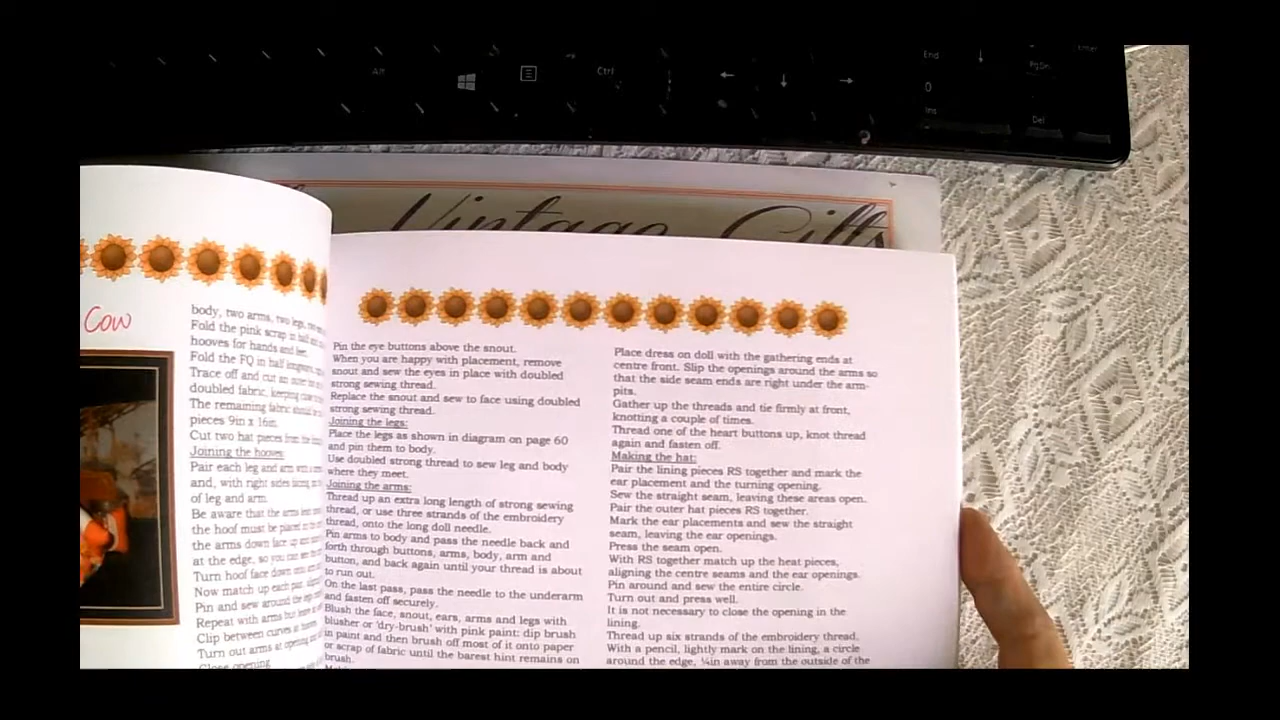 End
Enter
Alt
Ctrl
PgDn
0
Ins
Del
Vintage Gifts
Cow
body, two arms, two legs,
Fold the pink scrap in half
hooves for hands and feet.
Fold the FQ in half
Trace off and cut
doubled fabric, keeping
The remaining fabric should
pieces 9in x 16in.
Cut two hat pieces from the
Joining the hooves:
Pair each leg and arm with a
and, with right sides facing,
of leg and arm.
Be aware that the arms
the hoof must be placed
the arms down face up
at the edge, so you can see
Turn hoof face down
Now match up each pair,
Pin and sew around the
Repeat with arms but leave
Clip between curves at
Turn out arms at opening
Close opening
Pin the eye buttons above the snout.
When you are happy with placement, remove
snout and sew the eyes in place with doubled
strong sewing thread.
Replace the snout and sew to face using doubled
strong sewing thread.
Joining the legs:
Place the legs as shown in diagram on page 60
and pin them to body.
Use doubled strong thread to sew leg and body
where they meet.
Joining the arms:
Thread up an extra long length of strong sewing
thread, or use three strands of the embroidery
thread, onto the long doll needle.
Pin arms to body and pass the needle back and
forth through buttons, arms, body, arm and
button, and back again until your thread is about
to run out.
On the last pass, pass the needle to the underarm
and fasten off securely.
Blush the face, snout, ears, arms and legs with
blusher or 'dry-brush' with pink paint: dip brush
in paint and then brush off most of it onto paper
or scrap of fabric until the barest hint remains on
brush.
Place dress on doll with the gathering ends at
centre front. Slip the openings around the arms so
that the side seam ends are right under the arm-
pits.
Gather up the threads and tie firmly at front,
knotting a couple of times.
Thread one of the heart buttons up, knot thread
again and fasten off.
Making the hat:
Pair the lining pieces RS together and mark the
ear placement and the turning opening.
Sew the straight seam, leaving these areas open.
Pair the outer hat pieces RS together.
Mark the ear placements and sew the straight
seam, leaving the ear openings.
Press the seam open.
With RS together match up the heat pieces,
aligning the centre seams and the ear openings.
Pin around and sew the entire circle.
Turn out and press well.
It is not necessary to close the opening in the
lining.
Thread up six strands of the embroidery thread.
With a pencil, lightly mark on the lining, a circle
around the edge, ¼in away from the outside of the